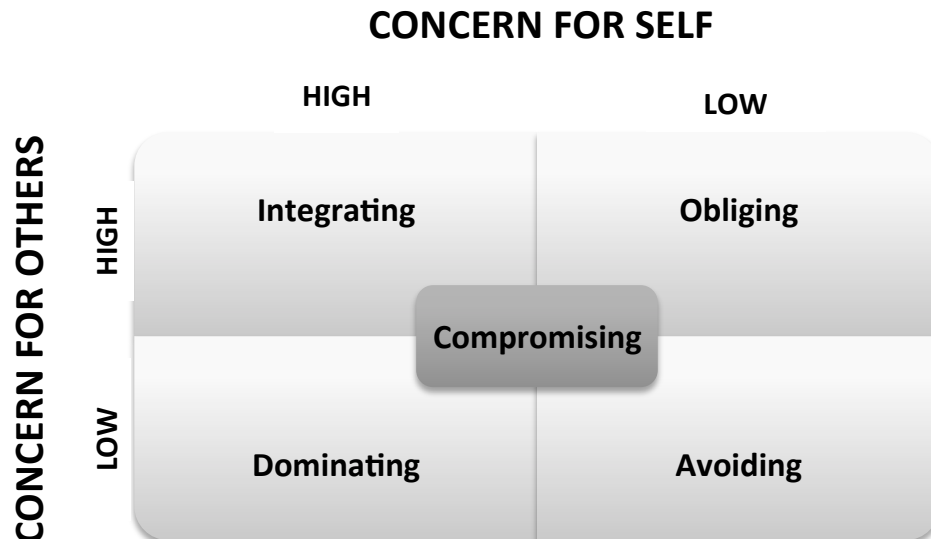 CONCERN FOR SELF
HIGH
LOW
CONCERN FOR OTHERS
HIGH
Integrating
Obliging
Compromising
LOW
Dominating
Avoiding